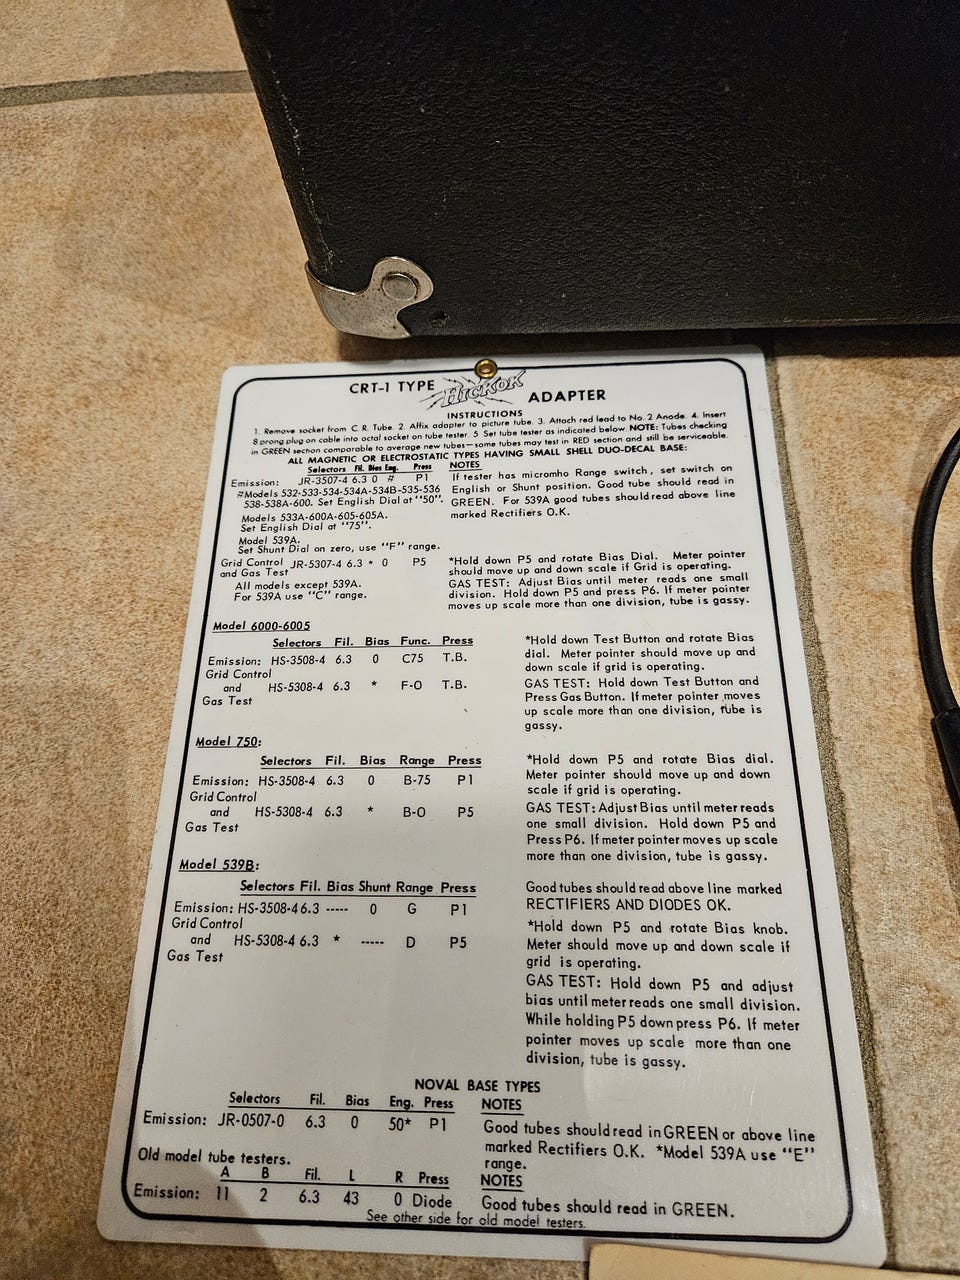 CRT-1 TYPE HICKOK ADAPTER
INSTRUCTIONS
1. Remove socket from C.R. Tube. 2. Affix adapter to picture tube. 3. Attach red lead to No. 2 Anode. 4. Insert
8 prong plug on cable into octal socket on tube tester. 5 Set tube tester as indicated below. NOTE: Tubes checking
in GREEN section comparable to average new tubes—some tubes may test in RED section and still be serviceable.
ALL MAGNETIC OR ELECTROSTATIC TYPES HAVING SMALL SHELL DUO-DECAL BASE:
Selectors Fil. Bias Eng. Press
Emission: JR-3507-4 6.3 0 # P1
#Models 532-533-534-534A-534B-535-536
538-538A-600. Set English Dial at "50".
Models 533A-600A-605-605A.
Set English Dial at "75".
Model 539A.
Set Shunt Dial on zero, use "F" range.
NOTES
If tester has micromho Range switch, set switch on
English or Shunt position. Good tube should read in
GREEN. For 539A good tubes should read above line
marked Rectifiers O.K.
Grid Control JR-5307-4 6.3 * 0 P5
and Gas Test
All models except 539A.
For 539A use "C" range.
*Hold down P5 and rotate Bias Dial. Meter pointer
should move up and down scale if Grid is operating.
GAS TEST: Adjust Bias until meter reads one small
division. Hold down P5 and press P6. If meter pointer
moves up scale more than one division, tube is gassy.
Model 6000-6005
Selectors Fil. Bias Func. Press
Emission: HS-3508-4 6.3 0 C75 T.B.
Grid Control
and HS-5308-4 6.3 * F-O T.B.
Gas Test
*Hold down Test Button and rotate Bias
dial. Meter pointer should move up and
down scale if grid is operating.
GAS TEST: Hold down Test Button and
Press Gas Button. If meter pointer moves
up scale more than one division, tube is
gassy.
Model 750:
Selectors Fil. Bias Range Press
Emission: HS-3508-4 6.3 0 B-75 P1
Grid Control
and HS-5308-4 6.3 * B-O P5
Gas Test
*Hold down P5 and rotate Bias dial.
Meter pointer should move up and down
scale if grid is operating.
GAS TEST: Adjust Bias until meter reads
one small division. Hold down P5 and
Press P6. If meter pointer moves up scale
more than one division, tube is gassy.
Model 539B:
Selectors Fil. Bias Shunt Range Press
Emission: HS-3508-4 6.3 ----- 0 G P1
Grid Control
and HS-5308-4 6.3 * ----- D P5
Gas Test
Good tubes should read above line marked
RECTIFIERS AND DIODES OK.
*Hold down P5 and rotate Bias knob.
Meter should move up and down scale if
grid is operating.
GAS TEST: Hold down P5 and adjust
bias until meter reads one small division.
While holding P5 down press P6. If meter
pointer moves up scale more than one
division, tube is gassy.
NOVAL BASE TYPES
Selectors Fil. Bias Eng. Press
Emission: JR-0507-0 6.3 0 50* P1
NOTES
Good tubes should read in GREEN or above line
marked Rectifiers O.K. *Model 539A use "E"
range.
Old model tube testers.
A B Fil. L R Press
Emission: 11 2 6.3 43 0 Diode
NOTES
Good tubes should read in GREEN.
See other side for old model testers.